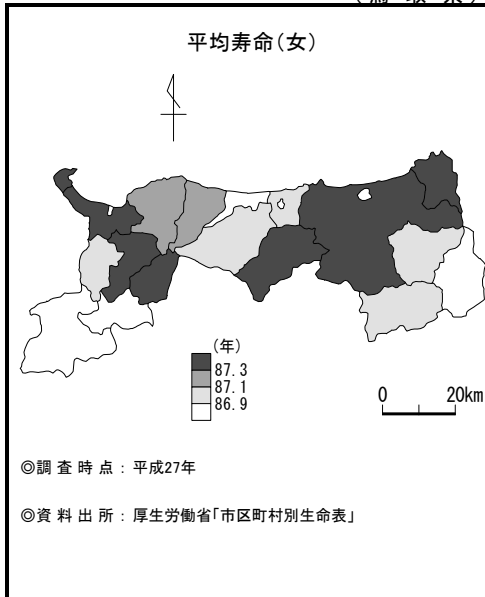 平均寿命(女)
(年)
87.3
87.1
86.9
0 20km
◎調査時点：平成27年
◎資料出所：厚生労働省「市区町村別生命表」